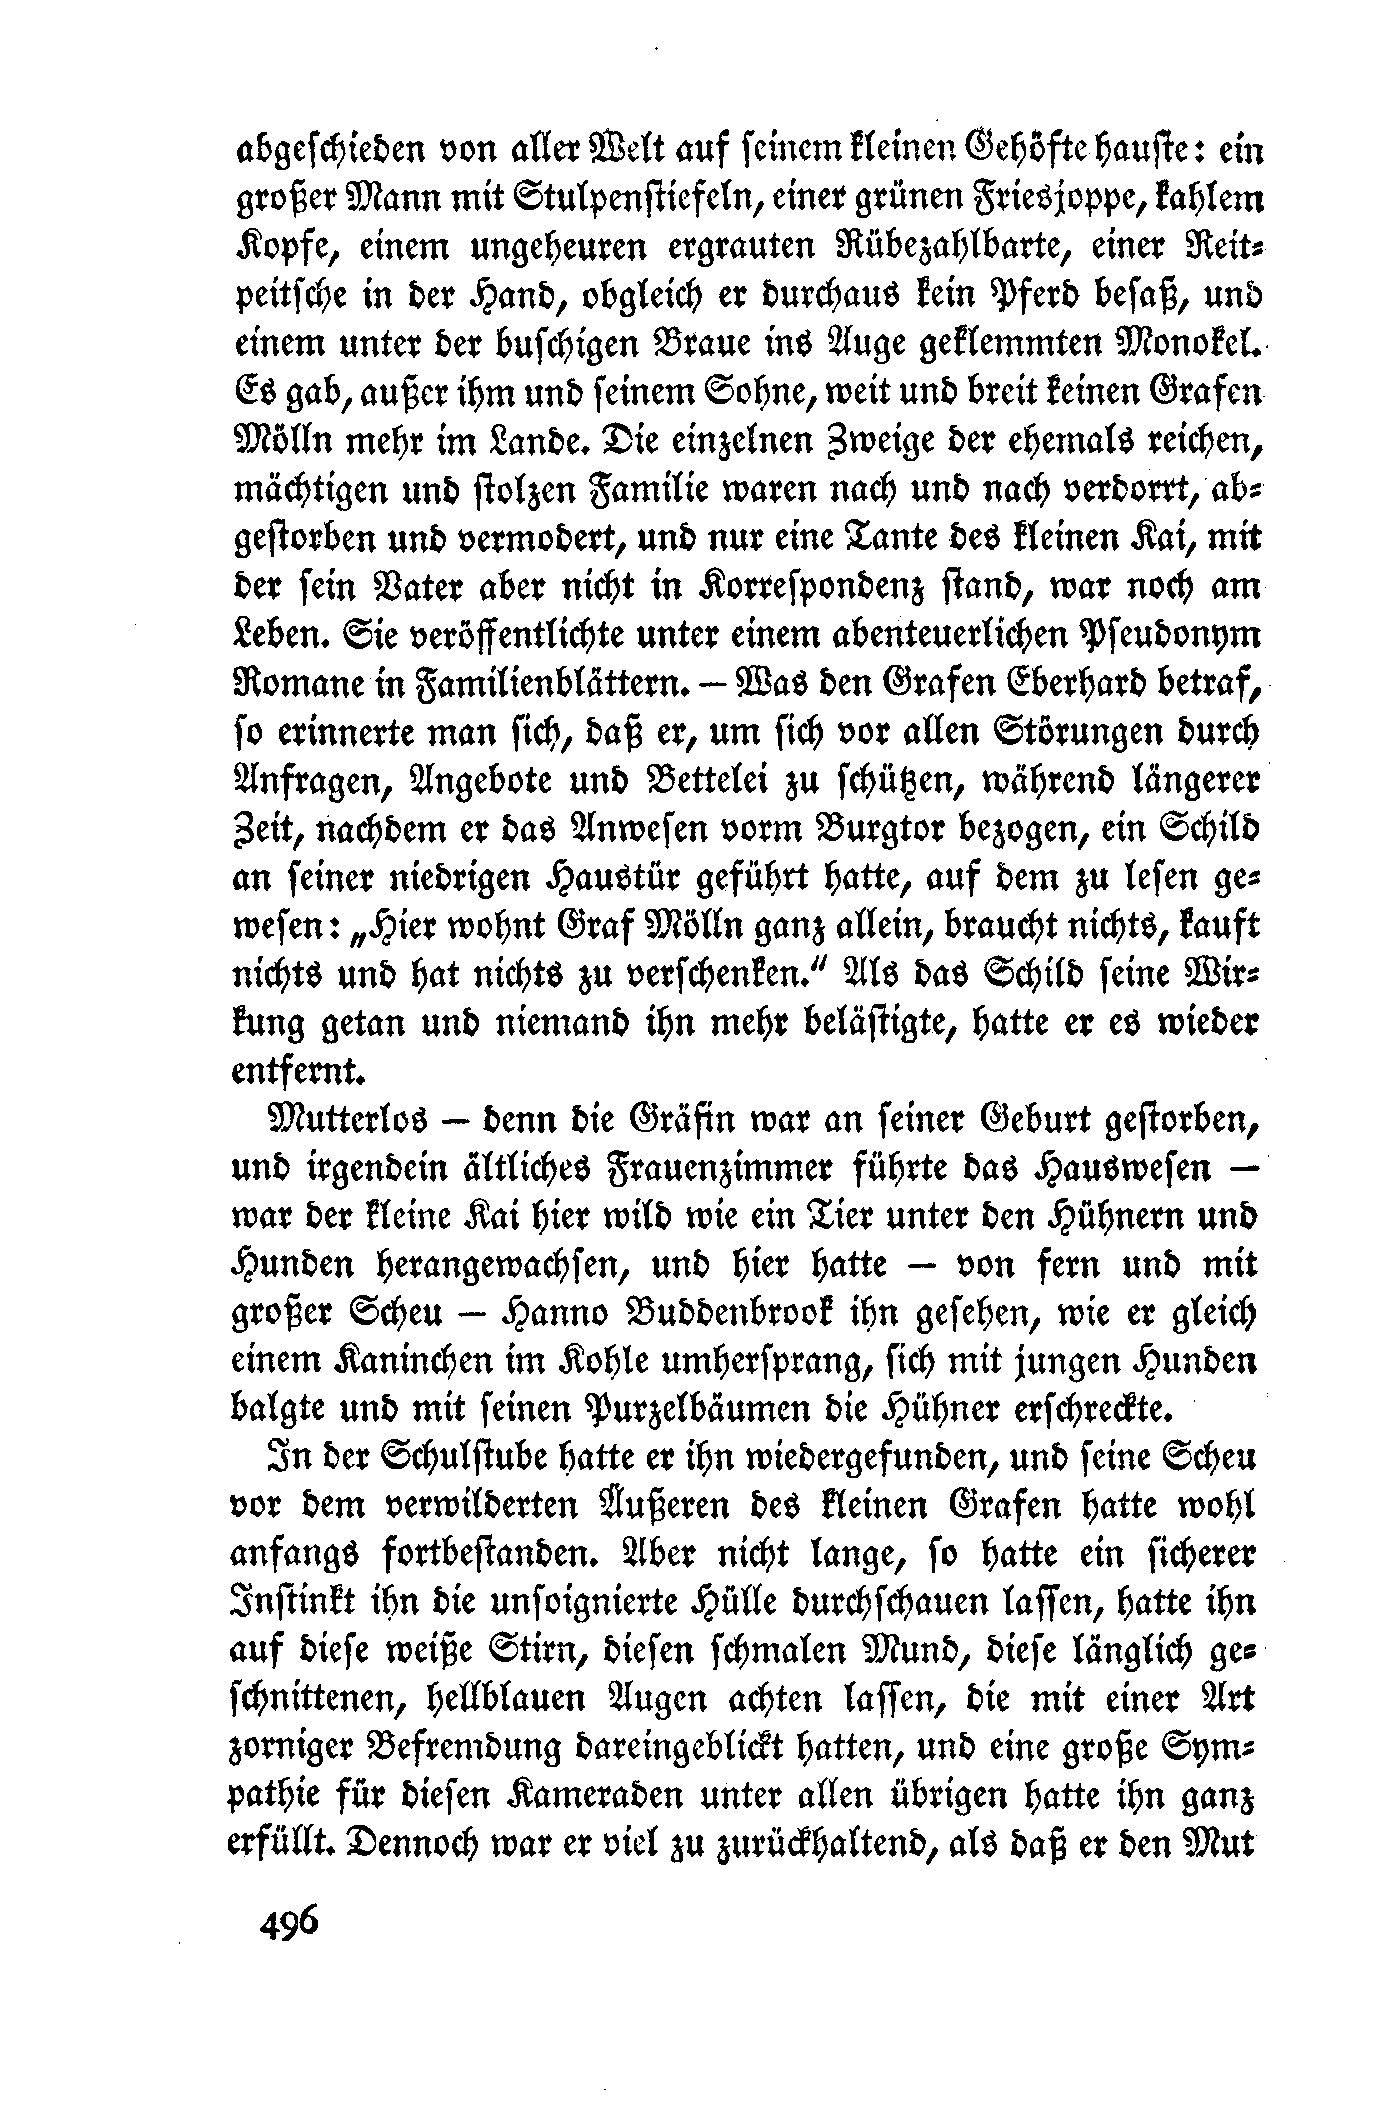 abgeschieden von aller Welt auf seinem kleinen Gehöfte hauste: ein
großer Mann mit Stulpenstiefeln, einer grünen Friesjoppe, kahlem
Kopfe, einem ungeheuren ergrauten Rübezahlbarte, einer Reit-
peitsche in der Hand, obgleich er durchaus kein Pferd besaß, und
einem unter der buschigen Braue ins Auge geklemmten Monokel.
Es gab, außer ihm und seinem Sohne, weit und breit keinen Grafen
Mölln mehr im Lande. Die einzelnen Zweige der ehemals reichen,
mächtigen und stolzen Familie waren nach und nach verdorrt, ab-
gestorben und vermodert, und nur eine Tante des kleinen Kai, mit
der sein Vater aber nicht in Korrespondenz stand, war noch am
Leben. Sie veröffentlichte unter einem abenteuerlichen Pseudonym
Romane in Familienblättern. — Was den Grafen Eberhard betraf,
so erinnerte man sich, daß er, um sich vor allen Störungen durch
Anfragen, Angebote und Bettelei zu schützen, während längerer
Zeit, nachdem er das Anwesen vorm Burgtor bezogen, ein Schild
an seiner niedrigen Haustür geführt hatte, auf dem zu lesen ge-
wesen: „Hier wohnt Graf Mölln ganz allein, braucht nichts, kauft
nichts und hat nichts zu verschenken." Als das Schild seine Wir-
kung getan und niemand ihn mehr belästigte, hatte er es wieder
entfernt.
Mutterlos — denn die Gräfin war an seiner Geburt gestorben,
und irgendein ältliches Frauenzimmer führte das Hauswesen —
war der kleine Kai hier wild wie ein Tier unter den Hühnern und
Hunden herangewachsen, und hier hatte — von fern und mit
großer Scheu — Hanno Buddenbrook ihn gesehen, wie er gleich
einem Kaninchen im Kohle umhersprang, sich mit jungen Hunden
balgte und mit seinen Purzelbäumen die Hühner erschreckte.
In der Schulstube hatte er ihn wiedergefunden, und seine Scheu
vor dem verwilderten Äußeren des kleinen Grafen hatte wohl
anfangs fortbestanden. Aber nicht lange, so hatte ein sicherer
Instinkt ihn die unsoignierte Hülle durchschauen lassen, hatte ihn
auf diese weiße Stirn, diesen schmalen Mund, diese länglich ge-
schnittenen, hellblauen Augen achten lassen, die mit einer Art
zorniger Befremdung dareingeblickt hatten, und eine große Sym-
pathie für diesen Kameraden unter allen übrigen hatte ihn ganz
erfüllt. Dennoch war er viel zu zurückhaltend, als daß er den Mut
496